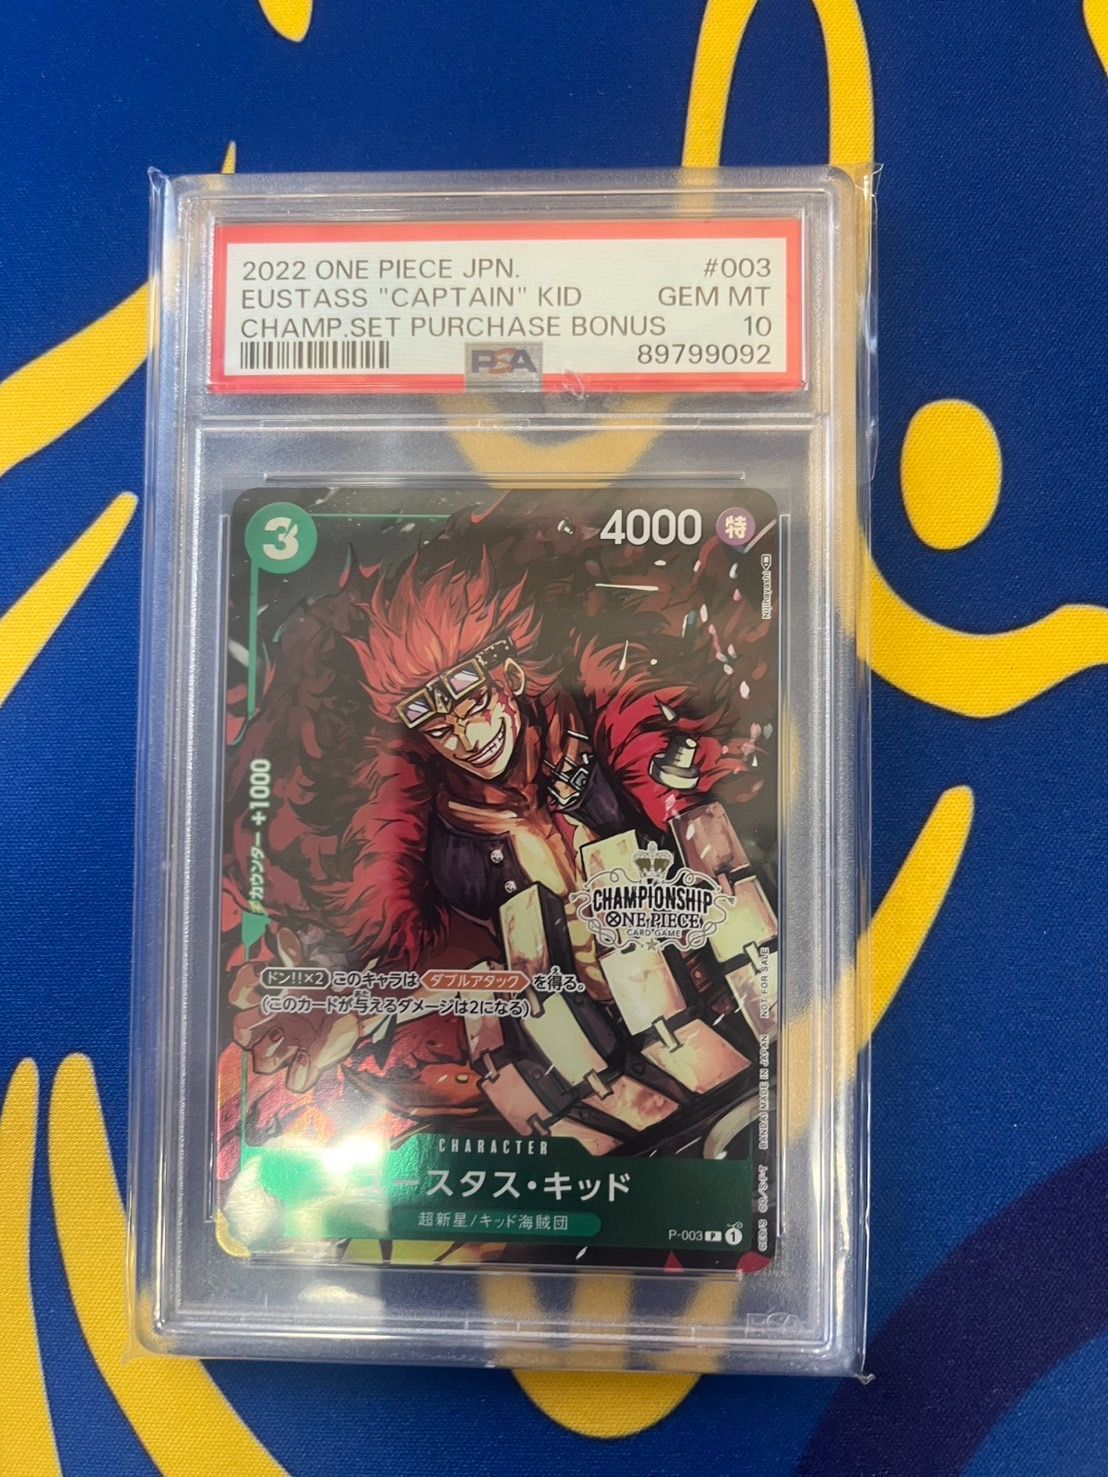 2022 ONE PIECE JPN. #003
EUSTASS "CAPTAIN" KID GEM MT
CHAMP.SET PURCHASE BONUS 10
PSA 89799092
3
4000 特
Nijihayashi
カウンター +1000
CHAMPIONSHIP
ONE PIECE
CARD GAME
ドン!!×2 このキャラは ダブルアタック を得る。
(このカードが与えるダメージは2になる)
NOT FOR SALE
BANDAI MADE IN JAPAN
CHARACTER
ユースタス・キッド
超新星/キッド海賊団
P-003 P 1
PSA